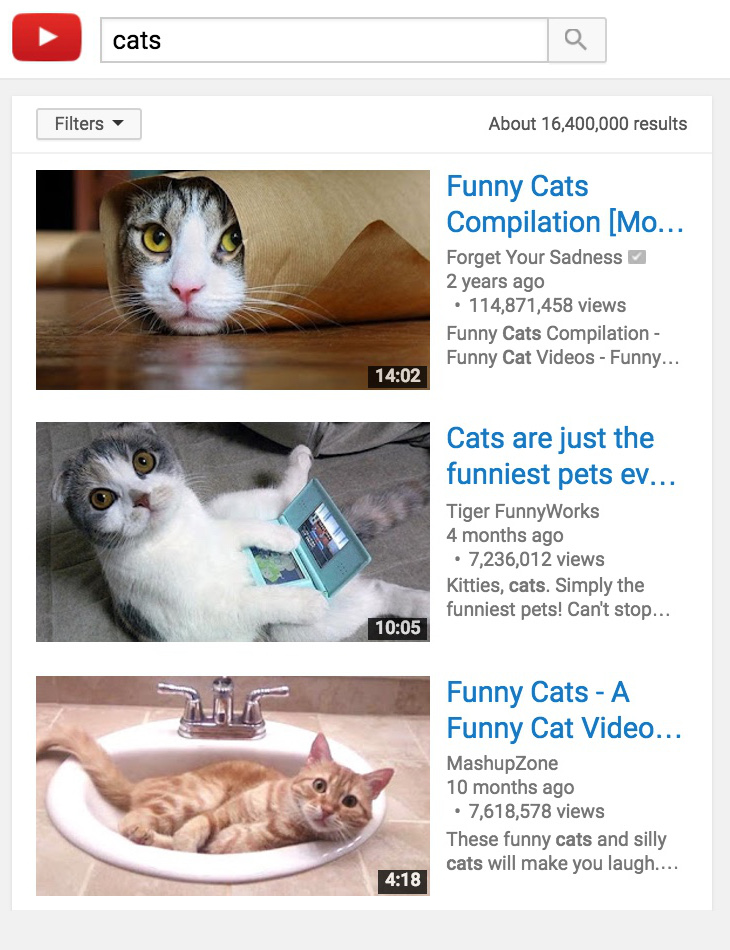 cats
Filters
About 16,400,000 results
Funny Cats
Compilation [Mo...
Forget Your Sadness
2 years ago
• 114,871,458 views
Funny Cats Compilation -
Funny Cat Videos - Funny...
14:02
Cats are just the
funniest pets ev...
Tiger FunnyWorks
4 months ago
• 7,236,012 views
Kitties, cats. Simply the
funniest pets! Can't stop...
10:05
Funny Cats - A
Funny Cat Video...
MashupZone
10 months ago
• 7,618,578 views
These funny cats and silly
cats will make you laugh....
4:18